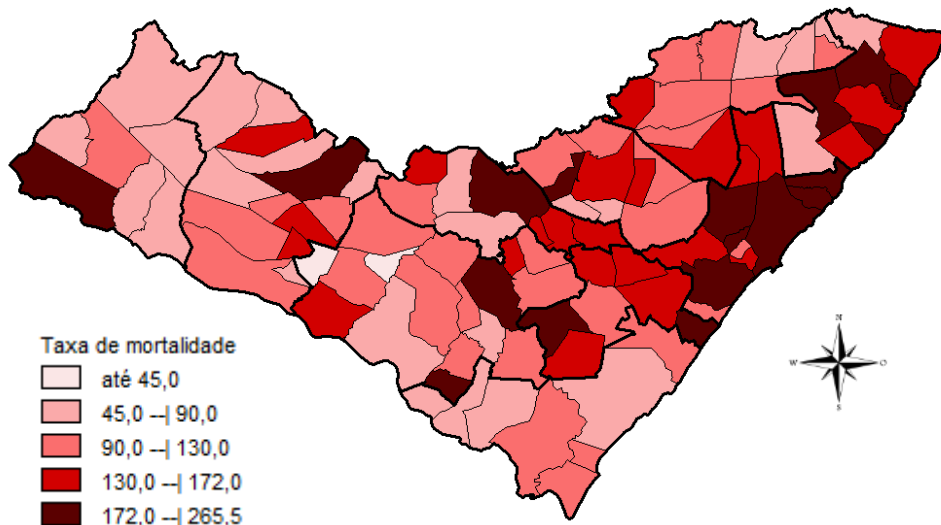 Taxa de mortalidade
até 45,0
45,0 --| 90,0
90,0 --| 130,0
130,0 --| 172,0
172,0 --| 265,5
N
W
O
S